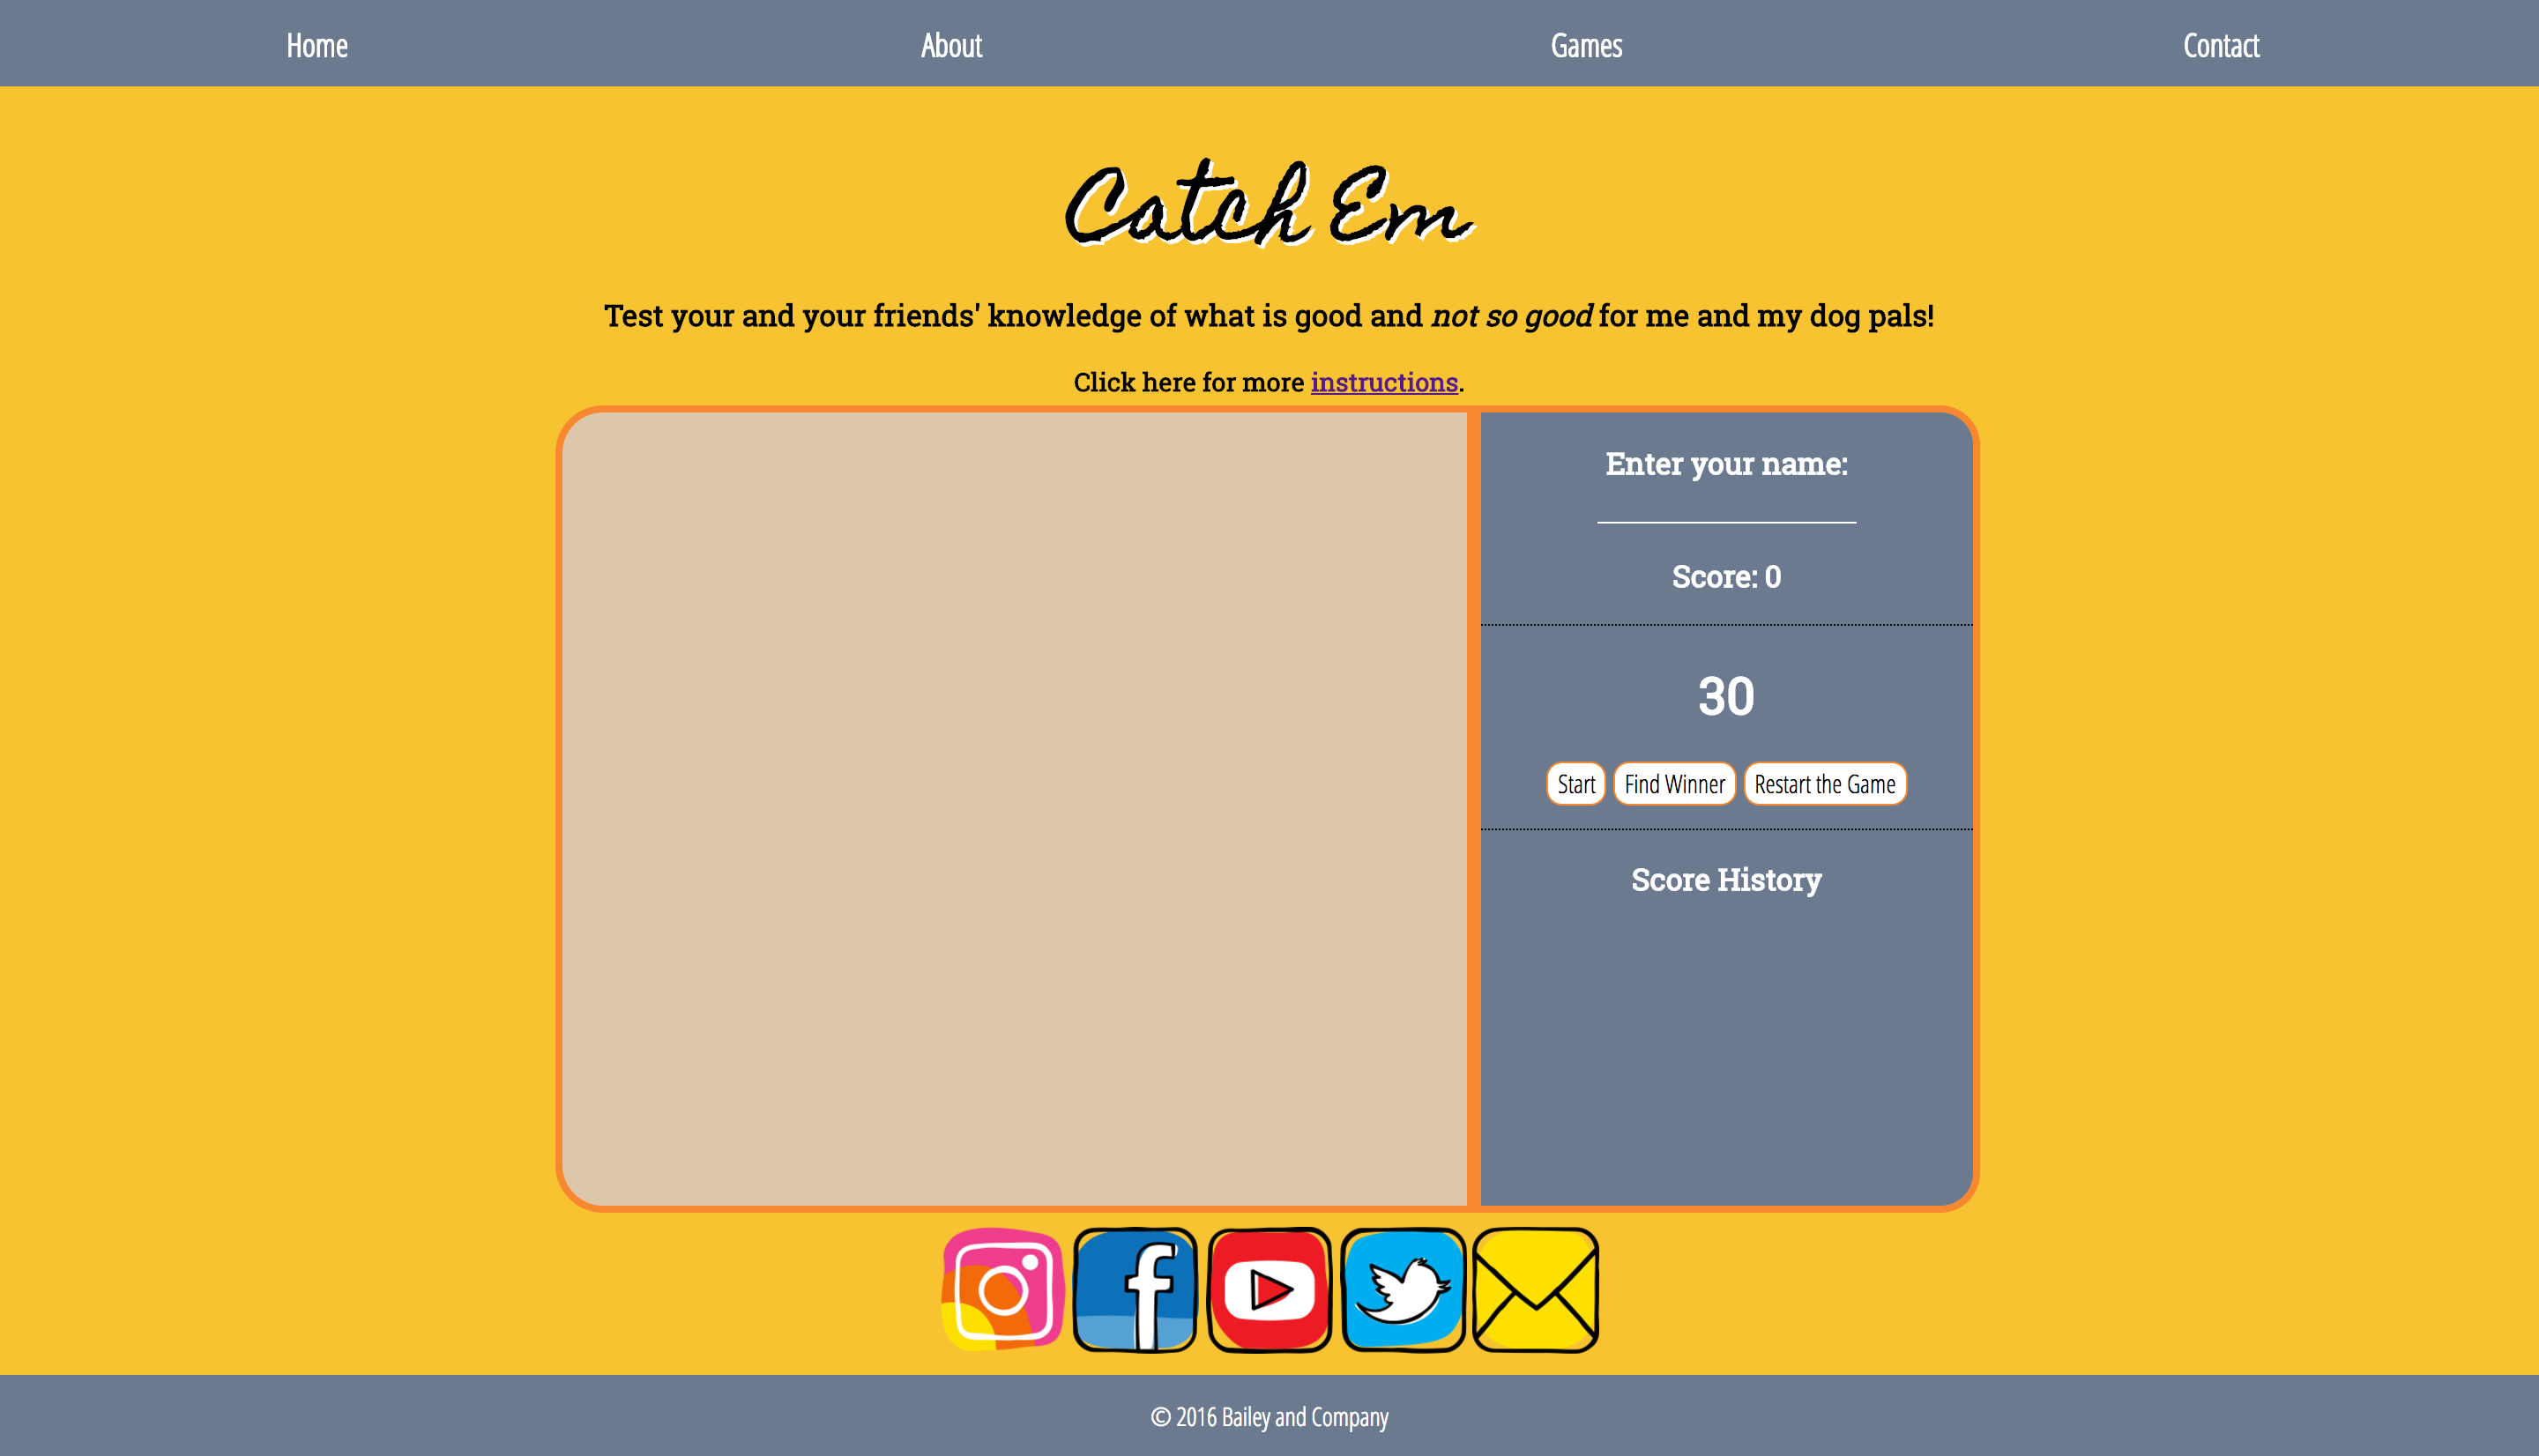 Home About Games Contact
Catch Em
Test your and your friends' knowledge of what is good and not so good for me and my dog pals!
Click here for more instructions.
Enter your name:
Score: 0
30
Start Find Winner Restart the Game
Score History
f
© 2016 Bailey and Company